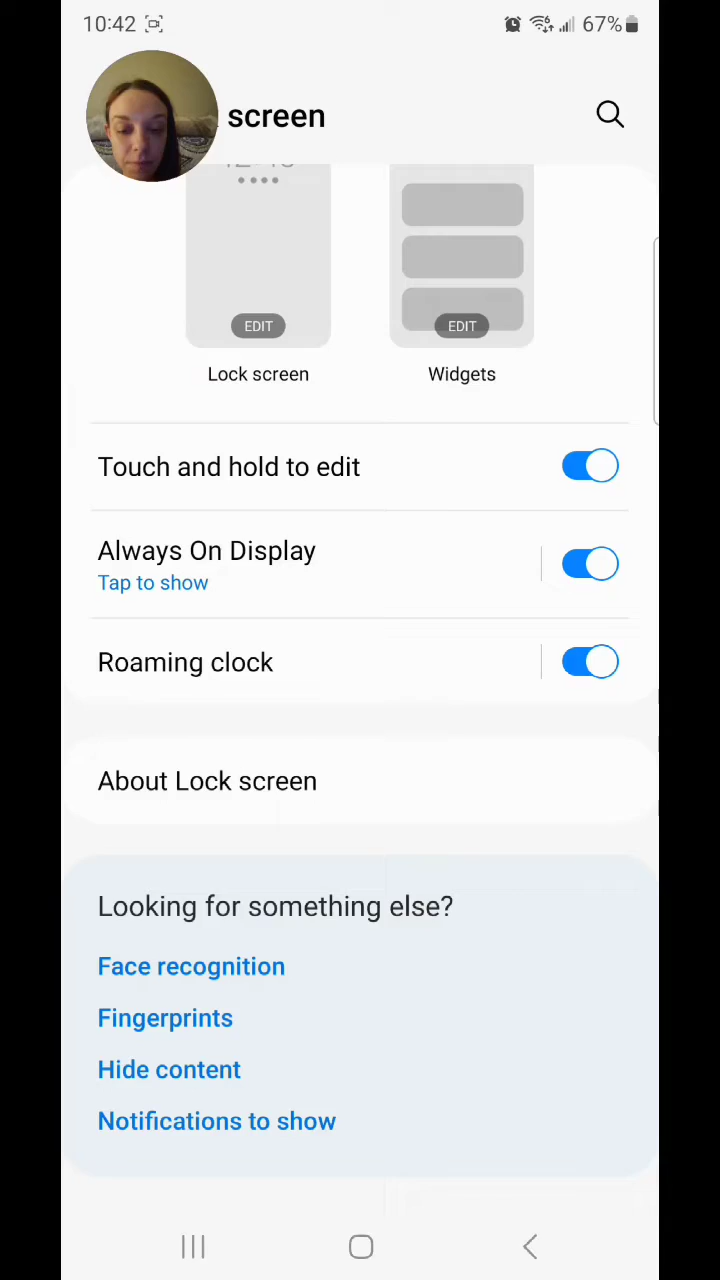 10:42
67%
screen
EDIT
EDIT
Lock screen
Widgets
Touch and hold to edit
Always On Display
Tap to show
Roaming clock
About Lock screen
Looking for something else?
Face recognition
Fingerprints
Hide content
Notifications to show